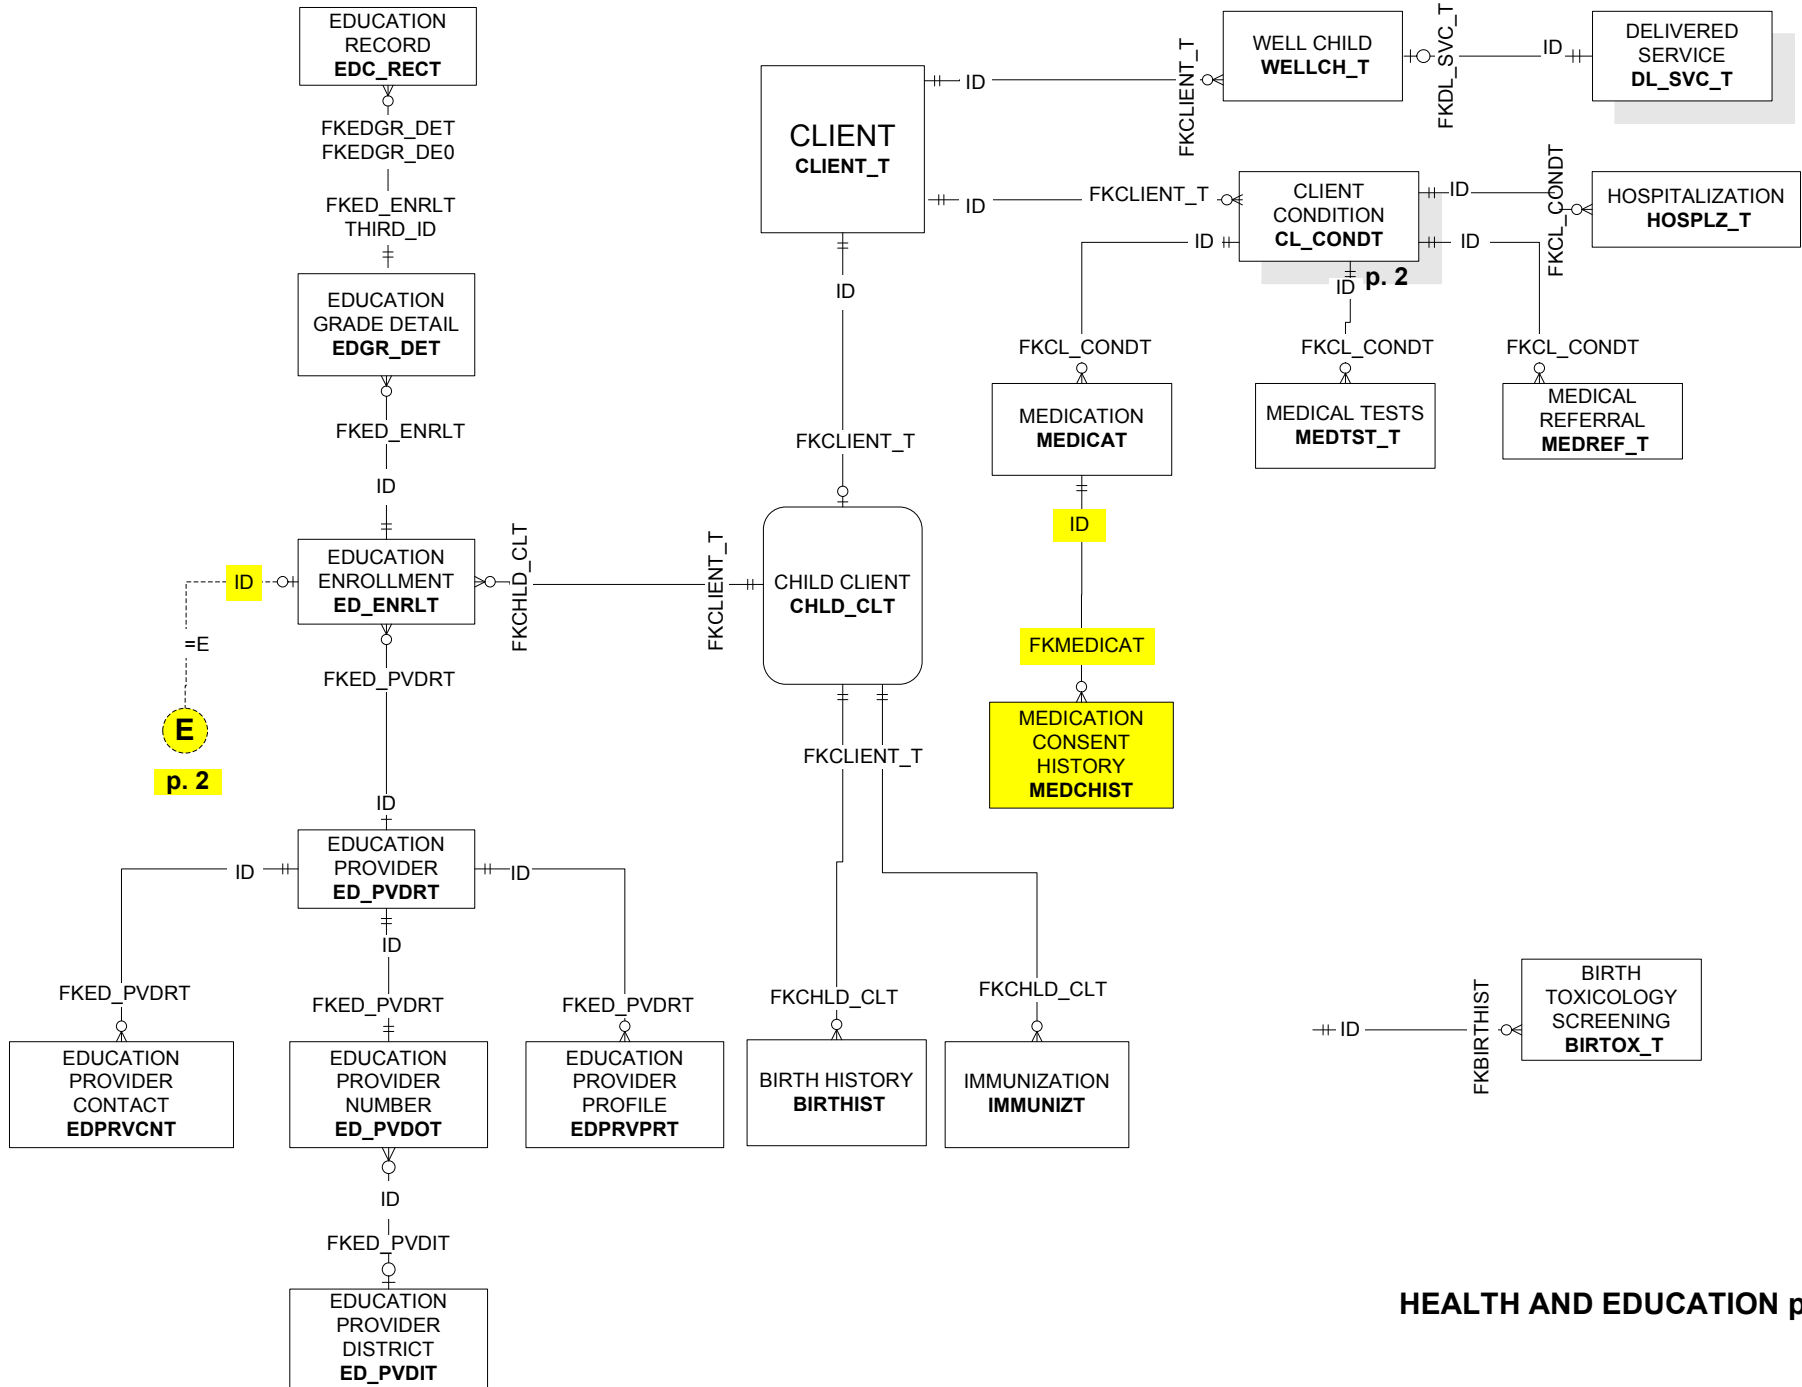 EDUCATION
RECORD
EDC_RECT
FKEDGR_DET
FKEDGR_DE0
FKED_ENRLT
THIRD_ID
EDUCATION
GRADE DETAIL
EDGR_DET
FKED_ENRLT
ID
EDUCATION
ENROLLMENT
ED_ENRLT
ID
=E
E
p. 2
FKCHLD_CLT
FKCLIENT_T
FKED_PVDRT
ID
EDUCATION
PROVIDER
ED_PVDRT
ID
ID
ID
FKED_PVDRT
FKED_PVDRT
FKED_PVDRT
EDUCATION
PROVIDER
CONTACT
EDPRVCNT
EDUCATION
PROVIDER
NUMBER
ED_PVDOT
EDUCATION
PROVIDER
PROFILE
EDPRVPRT
ID
FKED_PVDIT
EDUCATION
PROVIDER
DISTRICT
ED_PVDIT
CLIENT
CLIENT_T
ID
ID
ID
FKCLIENT_T
CHILD CLIENT
CHLD_CLT
FKCLIENT_T
FKCHLD_CLT
FKCHLD_CLT
BIRTH HISTORY
BIRTHIST
IMMUNIZATION
IMMUNIZT
FKCLIENT_T
WELL CHILD
WELLCH_T
FKDL_SVC_T
ID
DELIVERED
SERVICE
DL_SVC_T
FKCLIENT_T
CLIENT
CONDITION
CL_CONDT
p. 2
ID
FKCL_CONDT
HOSPITALIZATION
HOSPLZ_T
ID
ID
ID
FKCL_CONDT
FKCL_CONDT
FKCL_CONDT
MEDICATION
MEDICAT
MEDICAL TESTS
MEDTST_T
MEDICAL
REFERRAL
MEDREF_T
ID
FKMEDICAT
MEDICATION
CONSENT
HISTORY
MEDCHIST
ID
FKBIRTHIST
BIRTH
TOXICOLOGY
SCREENING
BIRTOX_T
HEALTH AND EDUCATION p